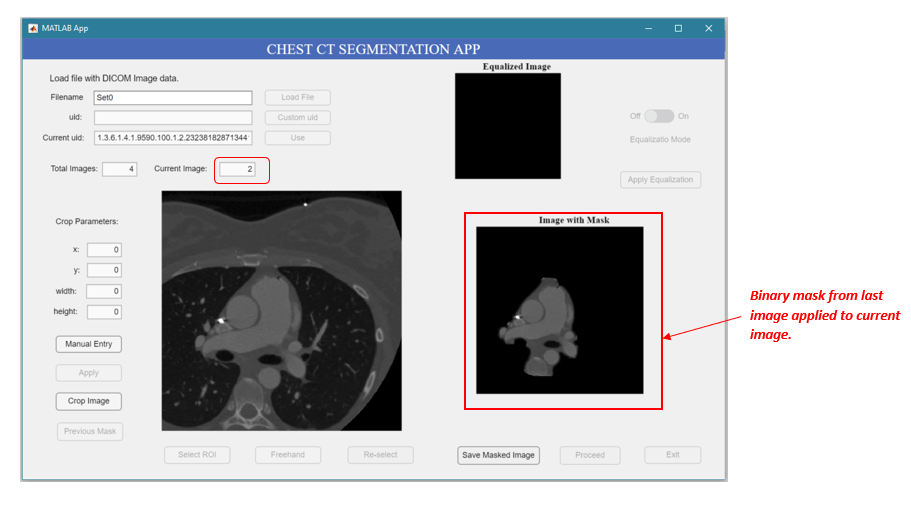 MATLAB App
CHEST CT SEGMENTATION APP
Load file with DICOM Image data.
Filename Set0 Load File
uid: Custom uid
Current uid: 1.3.6.1.4.1.9590.100.1.2.23238182871344 Use
Total Images: 4 Current Image: 2
Equalized Image
Off On
Equalizatio Mode
Apply Equalization
Crop Parameters:
x: 0
y: 0
width: 0
height: 0
Manual Entry
Apply
Crop Image
Previous Mask
Select ROI Freehand Re-select
Image with Mask
Save Masked Image Proceed Exit
Binary mask from last
image applied to current
image.